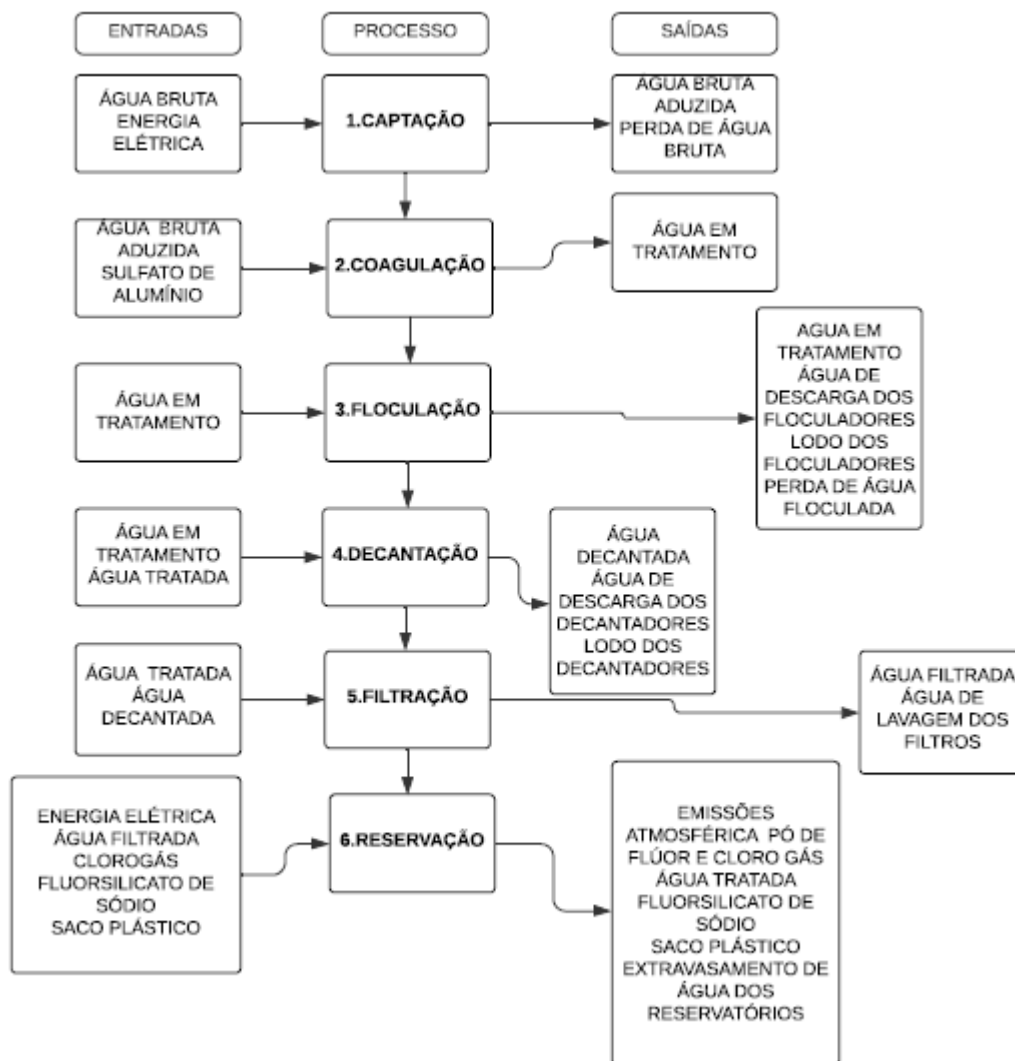 ENTRADAS
PROCESSO
SAÍDAS
ÁGUA BRUTA
ENERGIA
ELÉTRICA
1.CAPTAÇÃO
ÁGUA BRUTA
ADUZIDA
PERDA DE ÁGUA
BRUTA
ÁGUA BRUTA
ADUZIDA
SULFATO DE
ALUMÍNIO
2.COAGULAÇÃO
ÁGUA EM
TRATAMENTO
ÁGUA EM
TRATAMENTO
3.FLOCULAÇÃO
AGUA EM
TRATAMENTO
ÁGUA DE
DESCARGA DOS
FLOCULADORES
LODO DOS
FLOCULADORES
PERDA DE ÁGUA
FLOCULADA
ÁGUA EM
TRATAMENTO
ÁGUA TRATADA
4.DECANTAÇÃO
ÁGUA
DECANTADA
ÁGUA DE
DESCARGA DOS
DECANTADORES
LODO DOS
DECANTADORES
ÁGUA TRATADA
ÁGUA
DECANTADA
5.FILTRAÇÃO
ÁGUA FILTRADA
ÁGUA DE
LAVAGEM DOS
FILTROS
ENERGIA ELÉTRICA
ÁGUA FILTRADA
CLOROGÁS
FLUORSILICATO DE
SÓDIO
SACO PLÁSTICO
6.RESERVAÇÃO
EMISSÕES
ATMOSFÉRICA PÓ DE
FLÚOR E CLORO GÁS
ÁGUA TRATADA
FLUORSILICATO DE
SÓDIO
SACO PLÁSTICO
EXTRAVASAMENTO DE
ÁGUA DOS
RESERVATÓRIOS